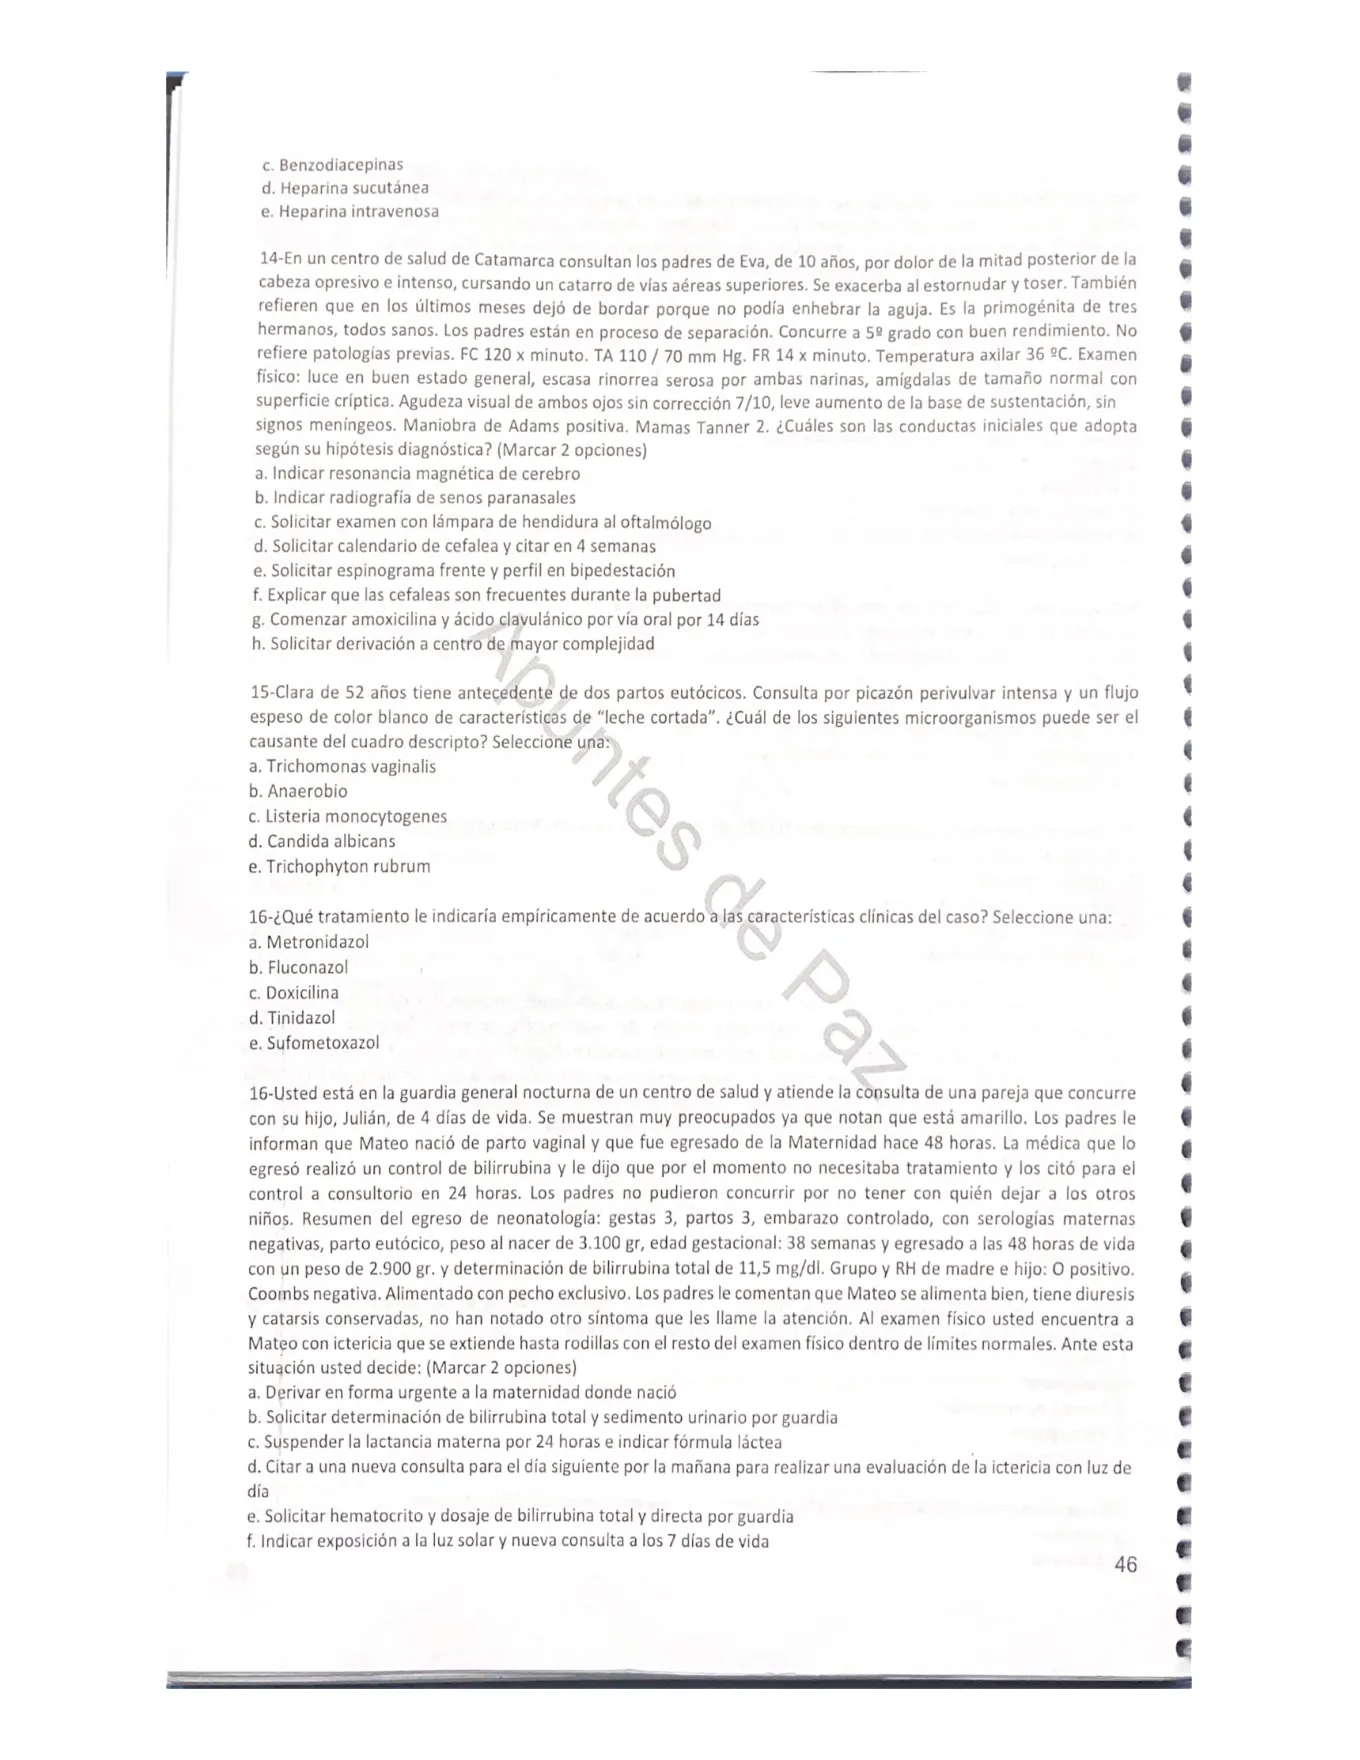 c. Benzodiacepinas
d. Heparina sucutánea
e. Heparina intravenosa
14-En un centro de salud de Catamarca consultan los padres de Eva, de 10 años, por dolor de la mitad posterior de la
cabeza opresivo e intenso, cursando un catarro de vías aéreas superiores. Se exacerba al estornudar y toser. También
refieren que en los últimos meses dejó de bordar porque no podía enhebrar la aguja. Es la primogénita de tres
hermanos, todos sanos. Los padres están en proceso de separación. Concurre a 5º grado con buen rendimiento. No
refiere patologías previas. FC 120 x minuto. TA 110 / 70 mm Hg. FR 14 x minuto. Temperatura axilar 36 ºC. Examen
físico: luce en buen estado general, escasa rinorrea serosa por ambas narinas, amígdalas de tamaño normal con
superficie críptica. Agudeza visual de ambos ojos sin corrección 7/10, leve aumento de la base de sustentación, sin
signos meníngeos. Maniobra de Adams positiva. Mamas Tanner 2. ¿Cuáles son las conductas iniciales que adopta
según su hipótesis diagnóstica? (Marcar 2 opciones)
a. Indicar resonancia magnética de cerebro
b. Indicar radiografía de senos paranasales
c. Solicitar examen con lámpara de hendidura al oftalmólogo
d. Solicitar calendario de cefalea y citar en 4 semanas
e. Solicitar espinograma frente y perfil en bipedestación
f. Explicar que las cefaleas son frecuentes durante la pubertad
g. Comenzar amoxicilina y ácido clavulánico por vía oral por 14 días
h. Solicitar derivación a centro de mayor complejidad
15-Clara de 52 años tiene antecedente de dos partos eutócicos. Consulta por picazón perivulvar intensa y un flujo
espeso de color blanco de características de "leche cortada". ¿Cuál de los siguientes microorganismos puede ser el
causante del cuadro descripto? Seleccione una:
a. Trichomonas vaginalis
b. Anaerobio
c. Listeria monocytogenes
d. Candida albicans
e. Trichophyton rubrum
16-¿Qué tratamiento le indicaría empíricamente de acuerdo a las características clínicas del caso? Seleccione una:
a. Metronidazol
b. Fluconazol
c. Doxicilina
d. Tinidazol
e. Sufometoxazol
16-Usted está en la guardia general nocturna de un centro de salud y atiende la consulta de una pareja que concurre
con su hijo, Julián, de 4 días de vida. Se muestran muy preocupados ya que notan que está amarillo. Los padres le
informan que Mateo nació de parto vaginal y que fue egresado de la Maternidad hace 48 horas. La médica que lo
egresó realizó un control de bilirrubina y le dijo que por el momento no necesitaba tratamiento y los citó para el
control a consultorio en 24 horas. Los padres no pudieron concurrir por no tener con quién dejar a los otros
niños. Resumen del egreso de neonatología: gestas 3, partos 3, embarazo controlado, con serologías maternas
negativas, parto eutócico, peso al nacer de 3.100 gr, edad gestacional: 38 semanas y egresado a las 48 horas de vida
con un peso de 2.900 gr. y determinación de bilirrubina total de 11,5 mg/dl. Grupo y RH de madre e hijo: O positivo.
Coombs negativa. Alimentado con pecho exclusivo. Los padres le comentan que Mateo se alimenta bien, tiene diuresis
y catarsis conservadas, no han notado otro síntoma que les llame la atención. Al examen físico usted encuentra a
Mateo con ictericia que se extiende hasta rodillas con el resto del examen físico dentro de límites normales. Ante esta
situación usted decide: (Marcar 2 opciones)
a. Derivar en forma urgente a la maternidad donde nació
b. Solicitar determinación de bilirrubina total y sedimento urinario por guardia
c. Suspender la lactancia materna por 24 horas e indicar fórmula láctea
d. Citar a una nueva consulta para el día siguiente por la mañana para realizar una evaluación de la ictericia con luz de
día
e. Solicitar hematocrito y dosaje de bilirrubina total y directa por guardia
f. Indicar exposición a la luz solar y nueva consulta a los 7 días de vida
46
Apuntes de Paz